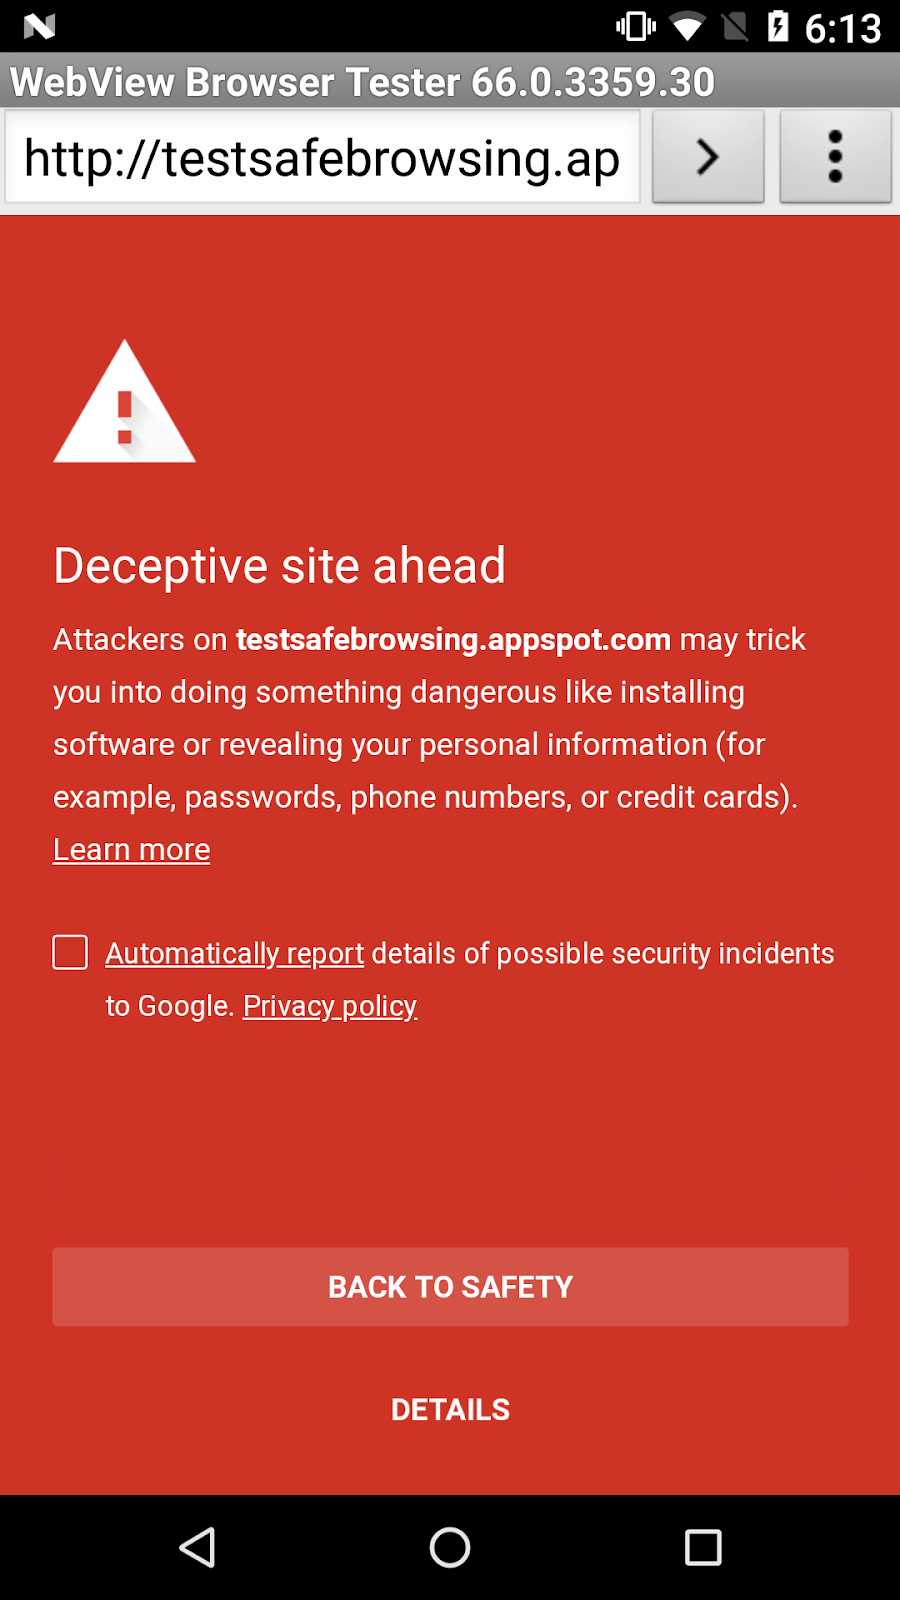 6:13
WebView Browser Tester 66.0.3359.30
http://testsafebrowsing.ap
Deceptive site ahead
Attackers on testsafebrowsing.appspot.com may trick
you into doing something dangerous like installing
software or revealing your personal information (for
example, passwords, phone numbers, or credit cards).
Learn more
Automatically report details of possible security incidents
to Google. Privacy policy
BACK TO SAFETY
DETAILS